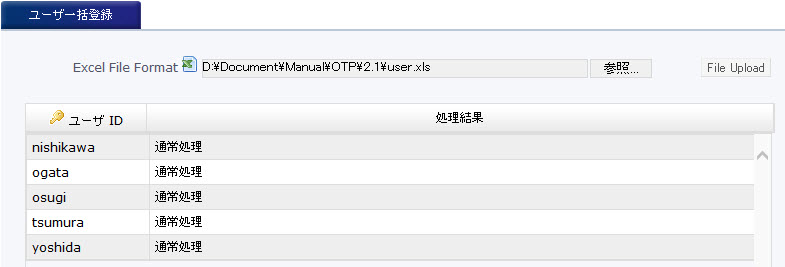 ユーザ一括登録
Excel File Format D:¥Document¥Manual¥OTP¥2.1¥user.xls 参照... File Upload
ユーザ ID 処理結果
nishikawa 通常処理
ogata 通常処理
osugi 通常処理
tsumura 通常処理
yoshida 通常処理